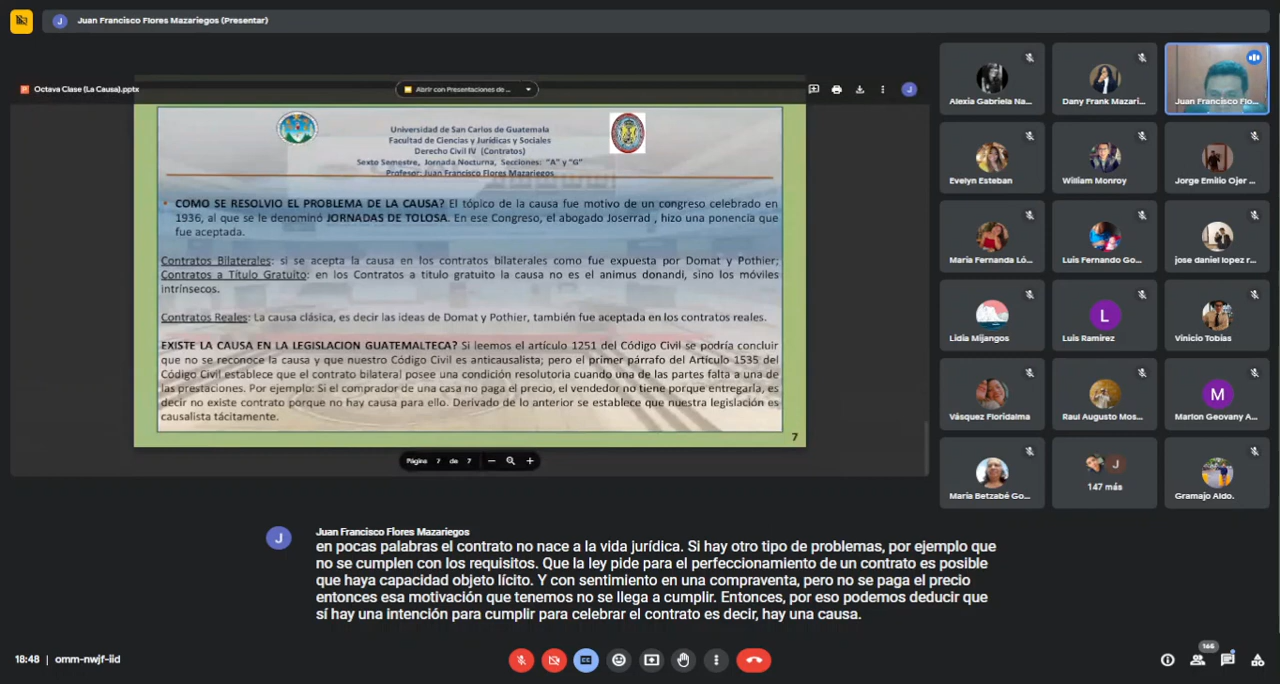 J Juan Francisco Flores Mazariegos (Presentar)
P Octava Clase (La Causa).pptx
Abrir con Presentaciones de ...
J
Universidad de San Carlos de Guatemala
Facultad de Ciencias y Jurídicas y Sociales
Derecho Civil IV (Contratos)
Sexto Semestre, Jornada Nocturna, Secciones: "A" y "G"
Profesor: Juan Francisco Flores Mazariegos
• COMO SE RESOLVIO EL PROBLEMA DE LA CAUSA? El tópico de la causa fue motivo de un congreso celebrado en
1936, al que se le denominó JORNADAS DE TOLOSA. En ese Congreso, el abogado Joserrad , hizo una ponencia que
fue aceptada.
Contratos Bilaterales: si se acepta la causa en los contratos bilaterales como fue expuesta por Domat y Pothier;
Contratos a Título Gratuito: en los Contratos a titulo gratuito la causa no es el animus donandi, sino los móviles
intrínsecos.
Contratos Reales: La causa clásica, es decir las ideas de Domat y Pothier, también fue aceptada en los contratos reales.
EXISTE LA CAUSA EN LA LEGISLACION GUATEMALTECA? Si leemos el artículo 1251 del Código Civil se podría concluir
que no se reconoce la causa y que nuestro Código Civil es anticausalista; pero el primer párrafo del Artículo 1535 del
Código Civil establece que el contrato bilateral posee una condición resolutoria cuando una de las partes falta a una de
las prestaciones. Por ejemplo: Si el comprador de una casa no paga el precio, el vendedor no tiene porque entregarla, es
decir no existe contrato porque no hay causa para ello. Derivado de lo anterior se establece que nuestra legislación es
causalista tácitamente.
7
Página 7 de 7
Alexia Gabriela Na...
Dany Frank Mazari...
Juan Francisco Flo...
Evelyn Esteban
William Monroy
Jorge Emilio Ojer ...
Maria Fernanda Ló...
Luis Fernando Go...
jose daniel lopez r...
Lidia Mijangos
L
Luis Ramírez
Vinicio Tobias
Vásquez Floridalma
Raul Augusto Mos...
M
Marlon Geovany A...
María Betzabé Go...
J
147 más
Gramajo Aldo.
J
Juan Francisco Flores Mazariegos
en pocas palabras el contrato no nace a la vida jurídica. Si hay otro tipo de problemas, por ejemplo que
no se cumplen con los requisitos. Que la ley pide para el perfeccionamiento de un contrato es posible
que haya capacidad objeto lícito. Y con sentimiento en una compraventa, pero no se paga el precio
entonces esa motivación que tenemos no se llega a cumplir. Entonces, por eso podemos deducir que
sí hay una intención para cumplir para celebrar el contrato es decir, hay una causa.
18:48 | omm-nwjf-iid
CC
166